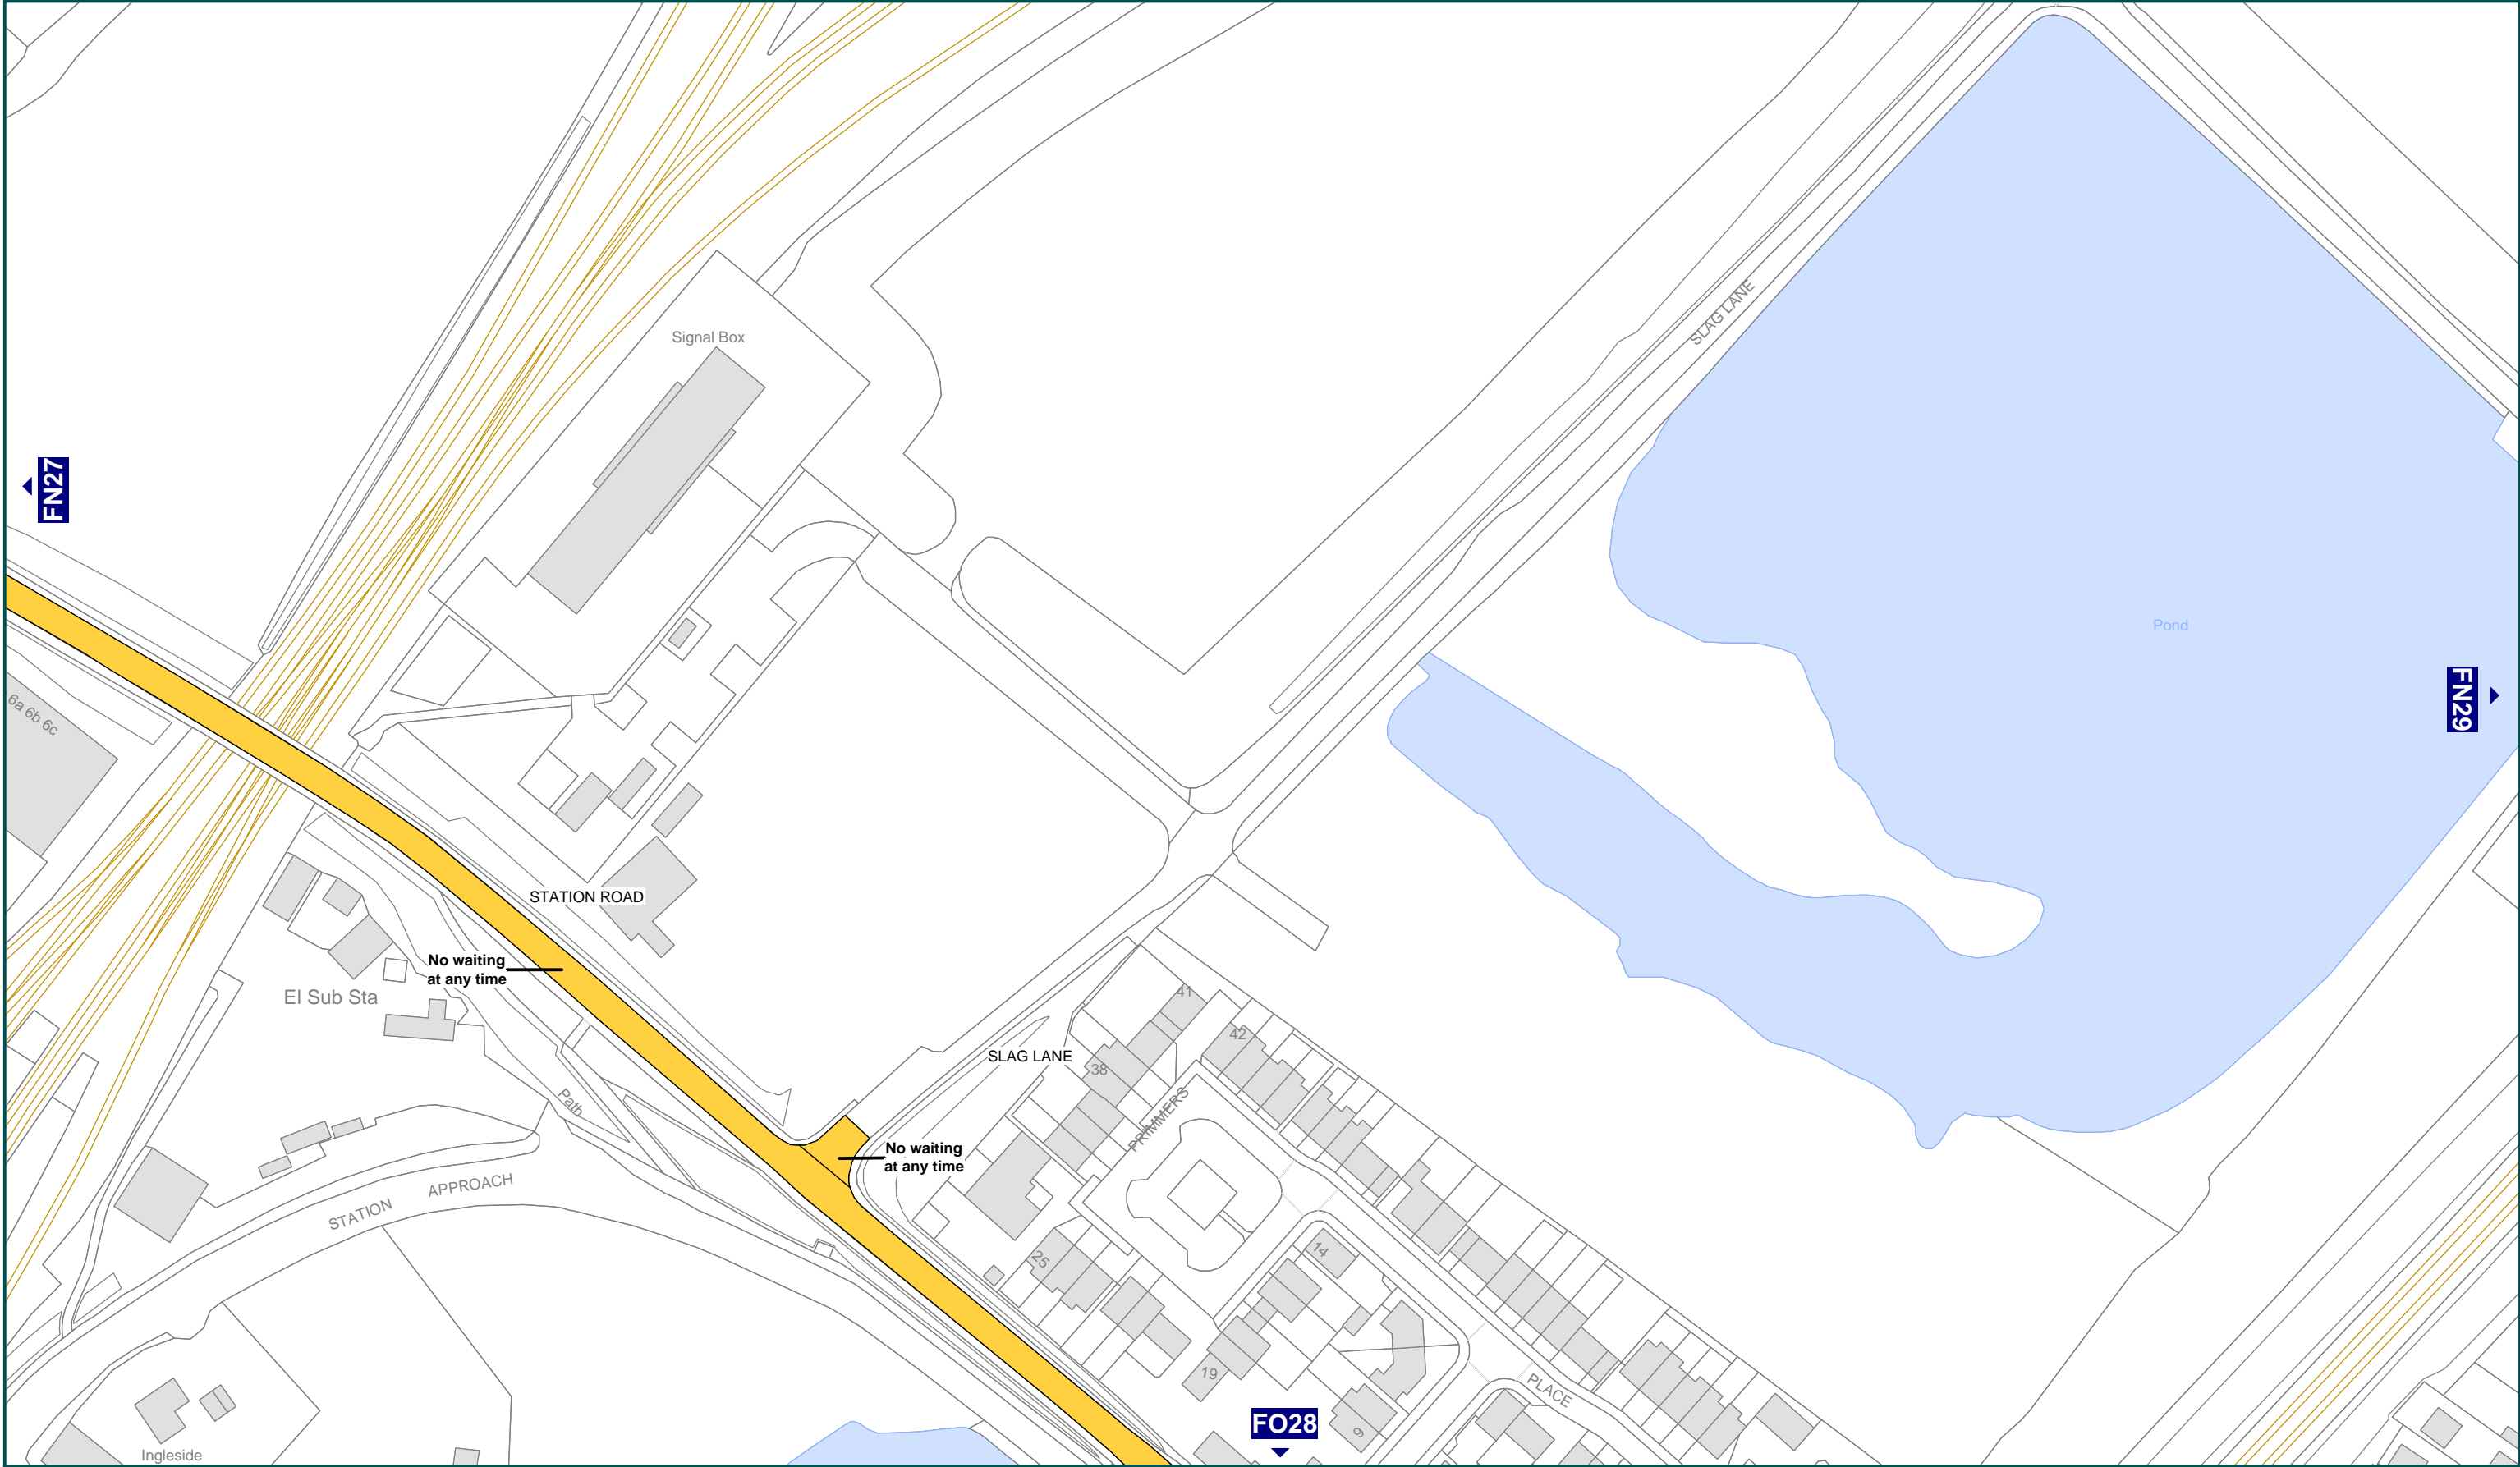 SLAG LANE
Signal Box
FN27
Pond
FN29
6a 6b 6c
STATION ROAD
No waiting
at any time
El Sub Sta
41
42
SLAG LANE
38
Path
PRIMMERS
No waiting
at any time
STATION APPROACH
25
14
19
PLACE
9
FO28
Ingleside